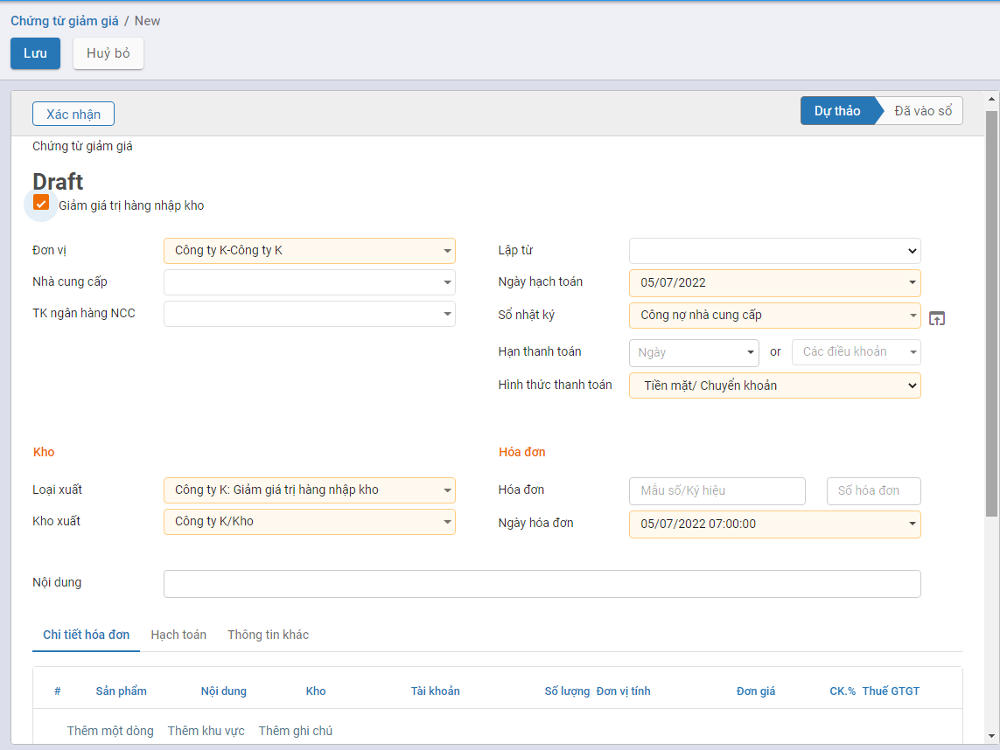 Chứng từ giảm giá / New
Lưu Huỷ bỏ
Xác nhận Dự thảo Đã vào sổ
Chứng từ giảm giá
Draft
Giảm giá trị hàng nhập kho
Đơn vị Công ty K-Công ty K Lập từ
Nhà cung cấp Ngày hạch toán 05/07/2022
TK ngân hàng NCC Sổ nhật ký Công nợ nhà cung cấp
Hạn thanh toán Ngày or Các điều khoản
Hình thức thanh toán Tiền mặt/ Chuyển khoản
Kho Hóa đơn
Loại xuất Công ty K: Giảm giá trị hàng nhập kho Hóa đơn Mẫu số/Ký hiệu Số hóa đơn
Kho xuất Công ty K/Kho Ngày hóa đơn 05/07/2022 07:00:00
Nội dung
Chi tiết hóa đơn Hạch toán Thông tin khác
# Sản phẩm Nội dung Kho Tài khoản Số lượng Đơn vị tính Đơn giá CK.% Thuế GTGT
Thêm một dòng Thêm khu vực Thêm ghi chú